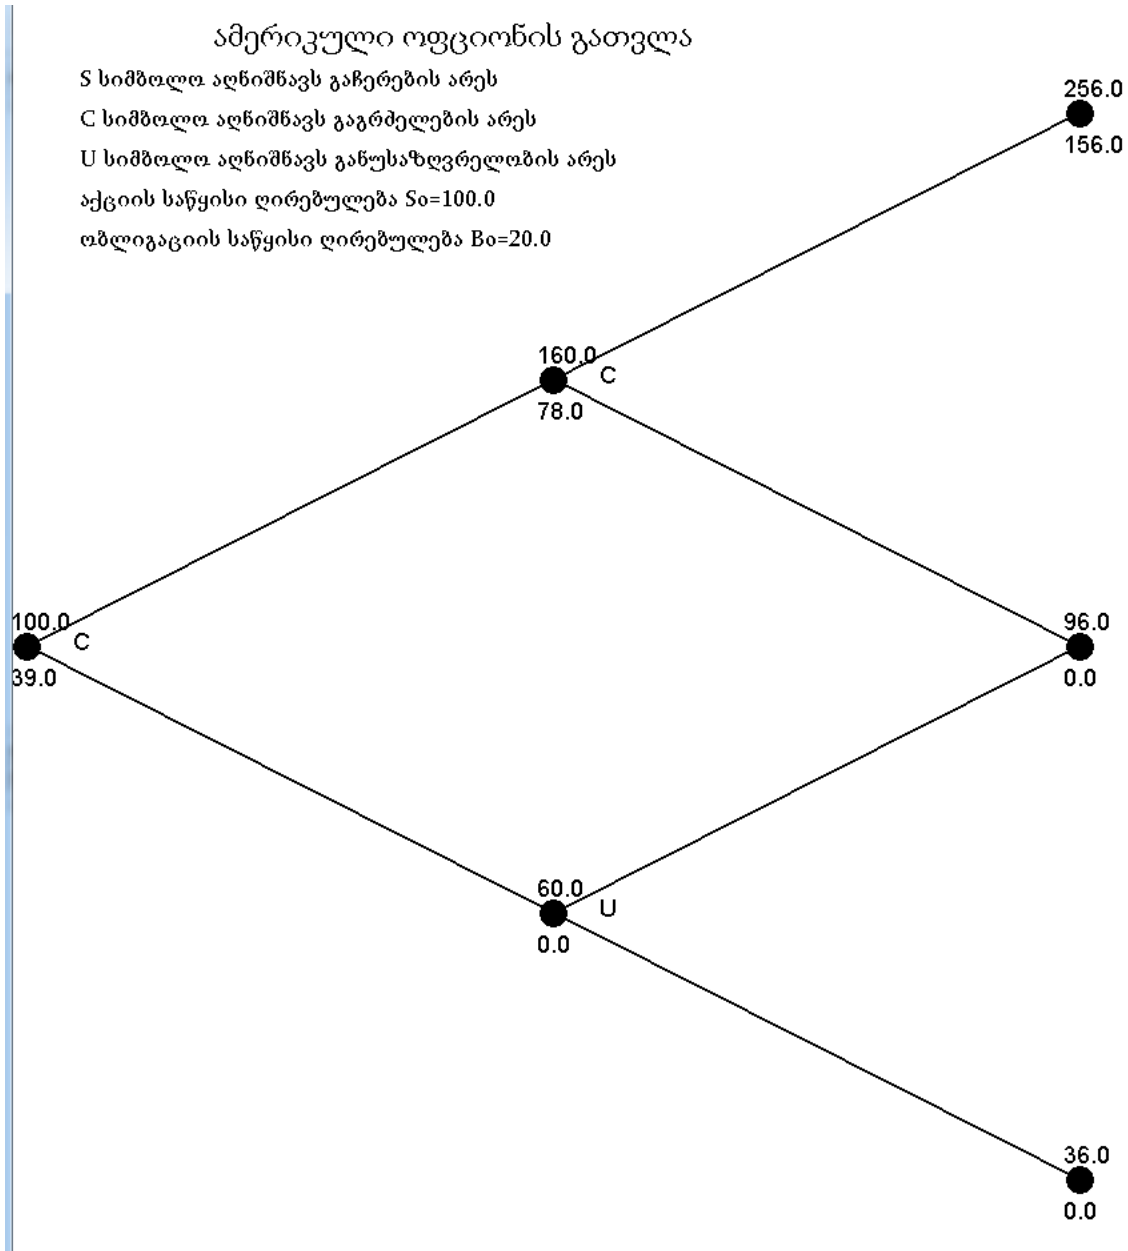 ამერიკული ოფციონის გათვლა
S სიმბოლო აღნიშნავს გაჩერების არეს
C სიმბოლო აღნიშნავს გაგრძელების არეს
U სიმბოლო აღნიშნავს განუსაზღვრელობის არეს
აქციის საწყისი ღირებულება So=100.0
ობლიგაციის საწყისი ღირებულება Bo=20.0
256.0
156.0
160.0
C
78.0
100.0
C
39.0
96.0
0.0
60.0
U
0.0
36.0
0.0